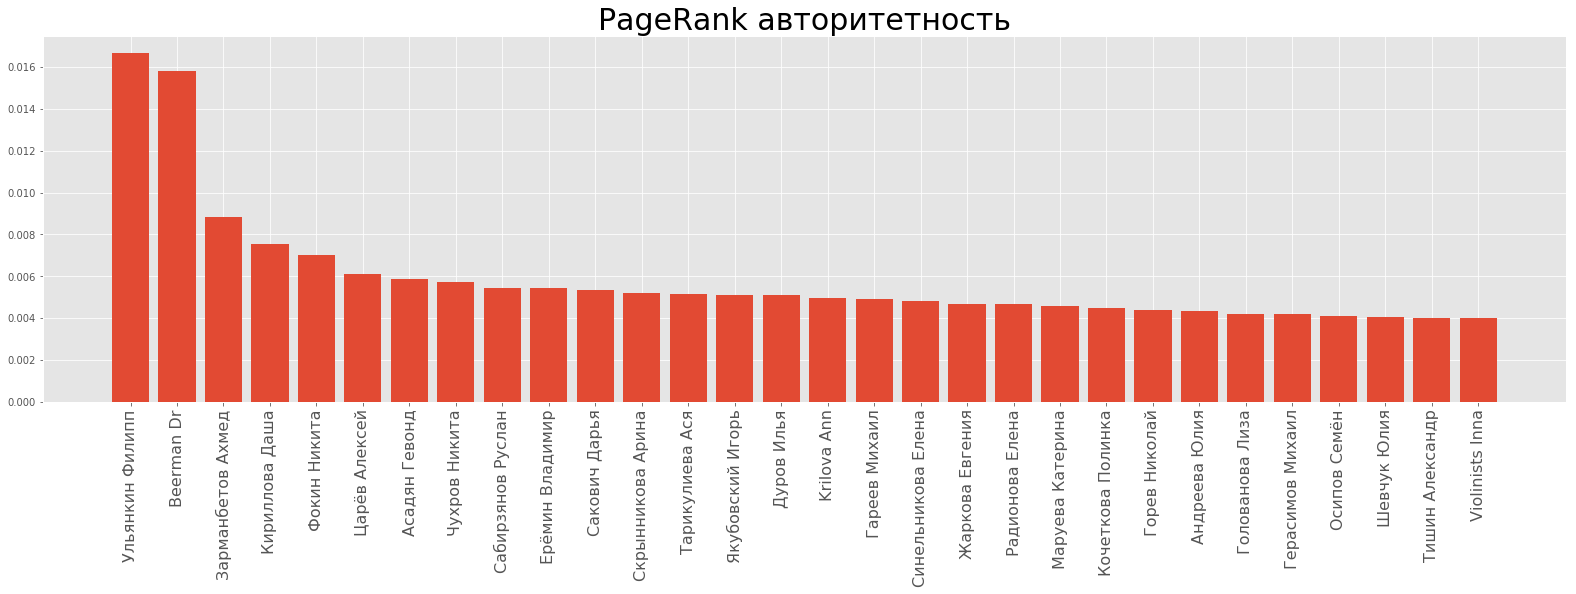 PageRank авторитетность
0.016
0.014
0.012
0.010
0.008
0.006
0.004
0.002
0.000
Ульянкин Филипп
Beerman Dr
Зарманбетов Ахмед
Кириллова Даша
Фокин Никита
Царёв Алексей
Асадян Гевонд
Чухров Никита
Сабирзянов Руслан
Ерёмин Владимир
Сакович Дарья
Скрынникова Арина
Тарикулиева Ася
Якубовский Игорь
Дуров Илья
Krilova Ann
Гареев Михаил
Синельникова Елена
Жаркова Евгения
Радионова Елена
Маруева Катерина
Кочеткова Полинка
Горев Николай
Андреева Юлия
Голованова Лиза
Герасимов Михаил
Осипов Семён
Шевчук Юлия
Тишин Александр
Violinists Inna